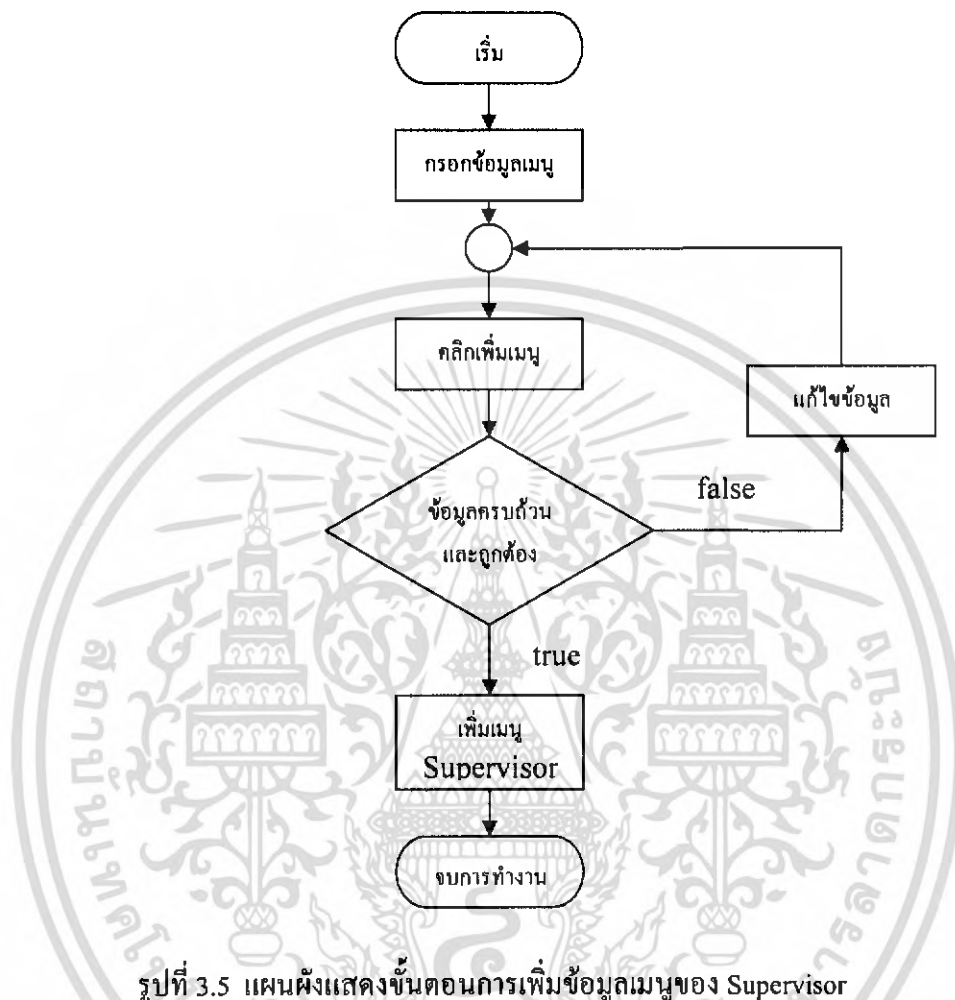 เริ่ม
กรอกข้อมูลเมนู
คลิกเพิ่มเมนู
แก้ไขข้อมูล
ข้อมูลครบถ้วน
และถูกต้อง
false
true
เพิ่มเมนู
Supervisor
จบการทำงาน
รูปที่ 3.5 แผนผังแสดงขั้นตอนการเพิ่มข้อมูลเมนูของ Supervisor